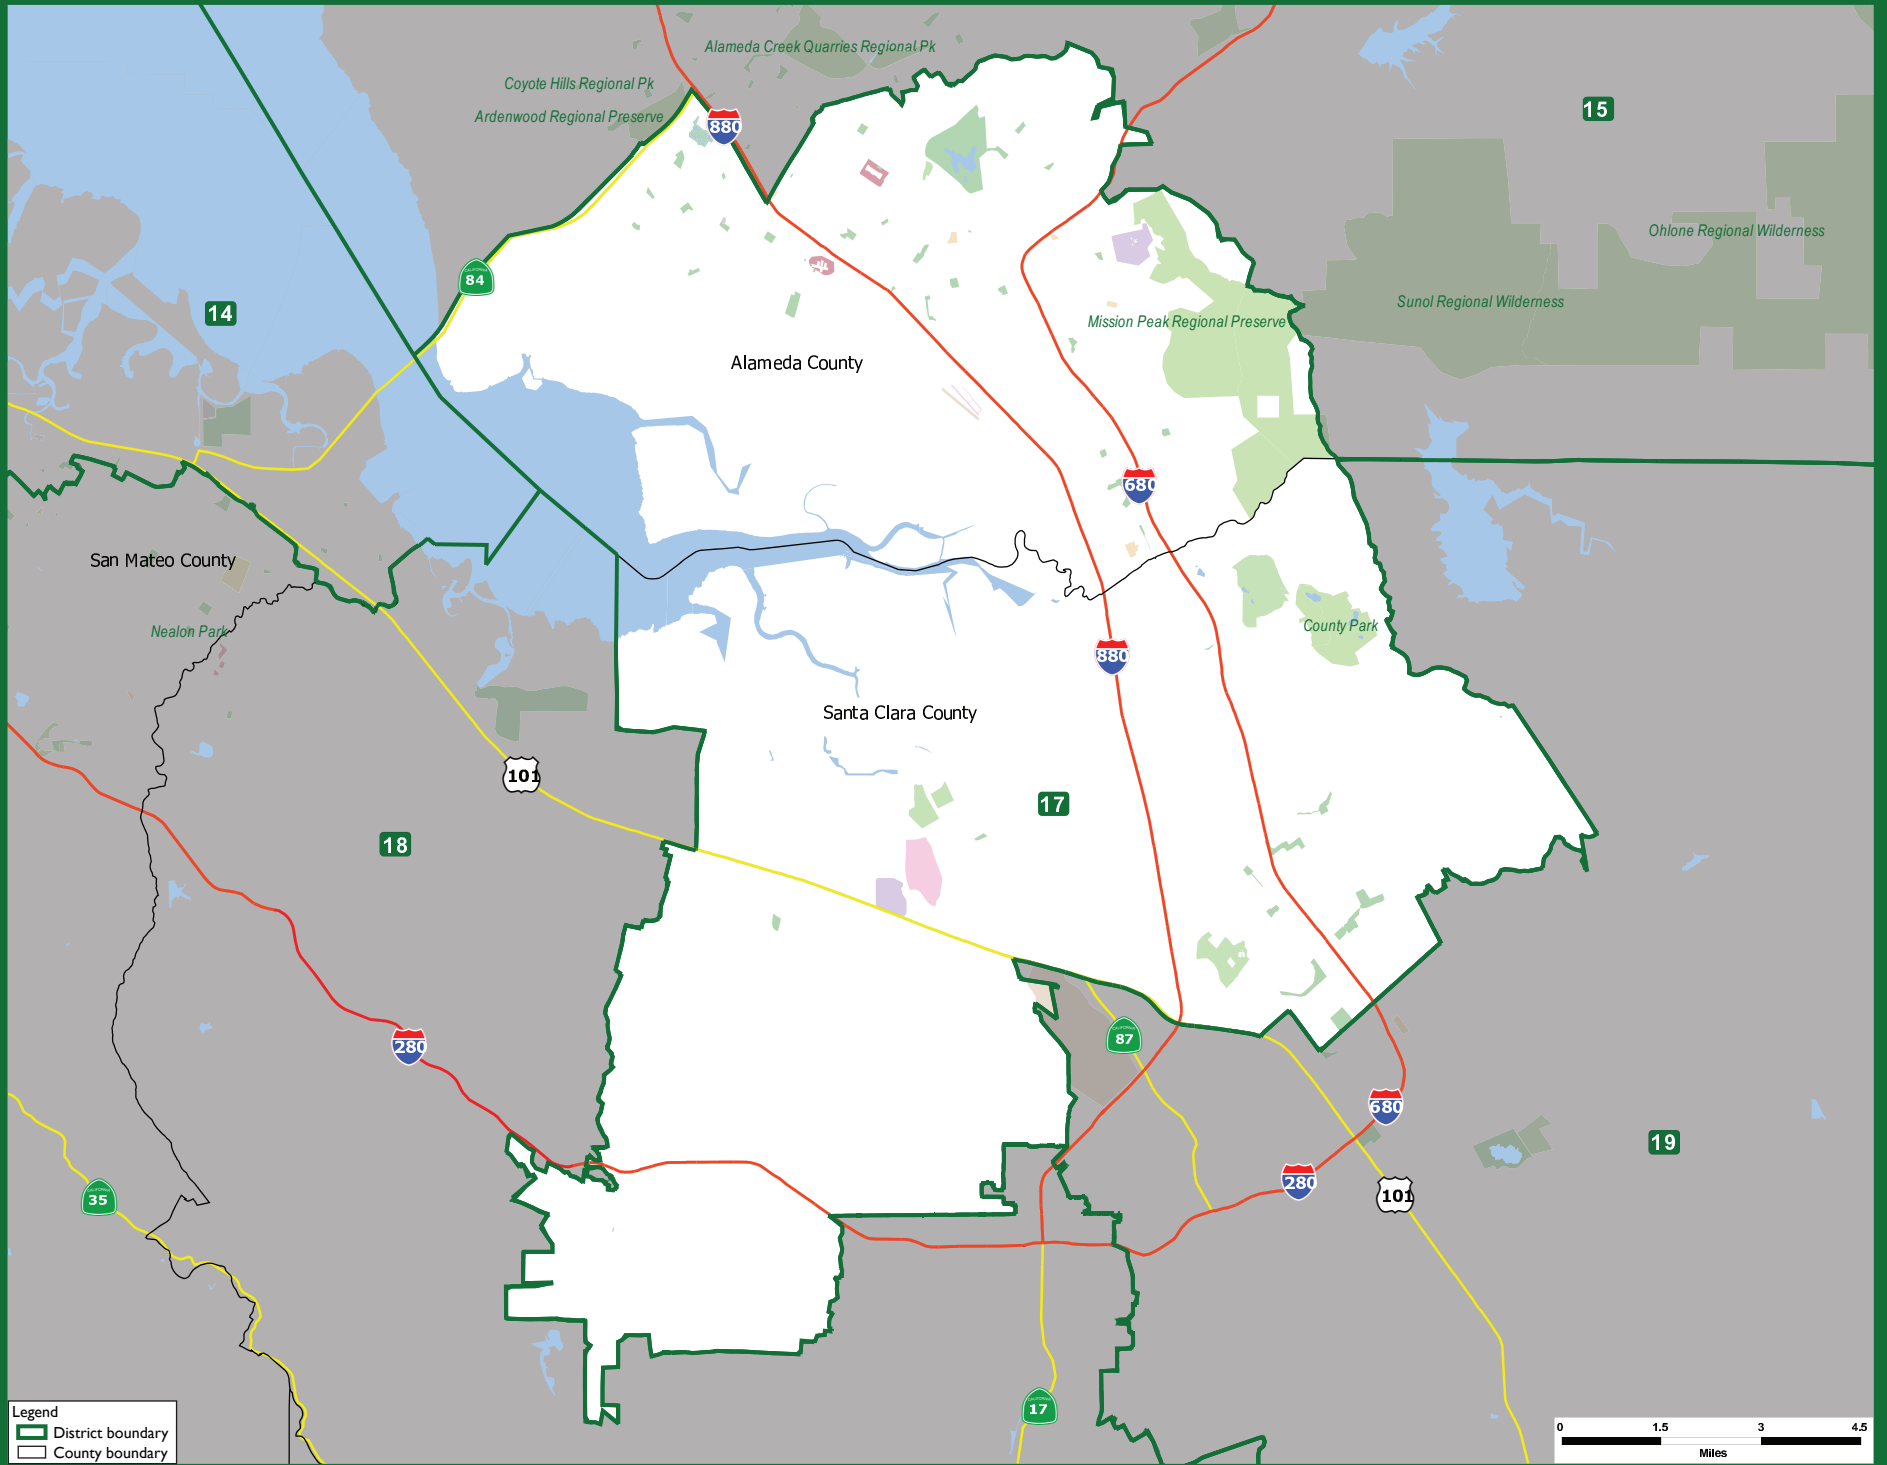 Alameda Creek Quarries Regional Pk
Coyote Hills Regional Pk
Ardenwood Regional Preserve
880
15
Ohlone Regional Wilderness
84
14
Sunol Regional Wilderness
Mission Peak Regional Preserve
Alameda County
680
San Mateo County
Nealon Park
County Park
880
Santa Clara County
101
17
18
87
280
680
19
280
101
35
17
Legend
District boundary
County boundary
0 1.5 3 4.5
Miles